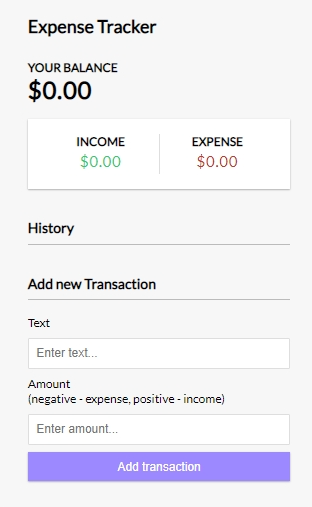 Expense Tracker
YOUR BALANCE
$0.00
INCOME EXPENSE
$0.00 $0.00
History
Add new Transaction
Text
Enter text...
Amount
(negative - expense, positive - income)
Enter amount...
Add transaction